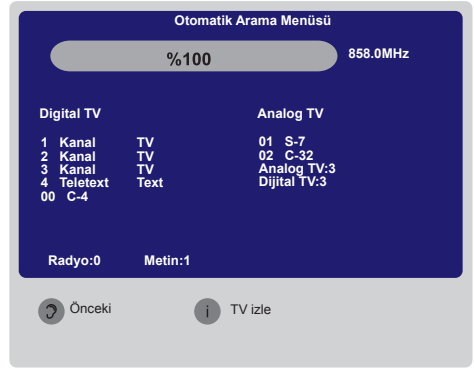 Otomatik Arama Menüsü
%100
858.0MHz
Digital TV
1 Kanal TV
2 Kanal TV
3 Kanal TV
4 Teletext Text
00 C-4
Analog TV
01 S-7
02 C-32
Analog TV:3
Dijital TV:3
Radyo:0 Metin:1
Önceki
i TV izle